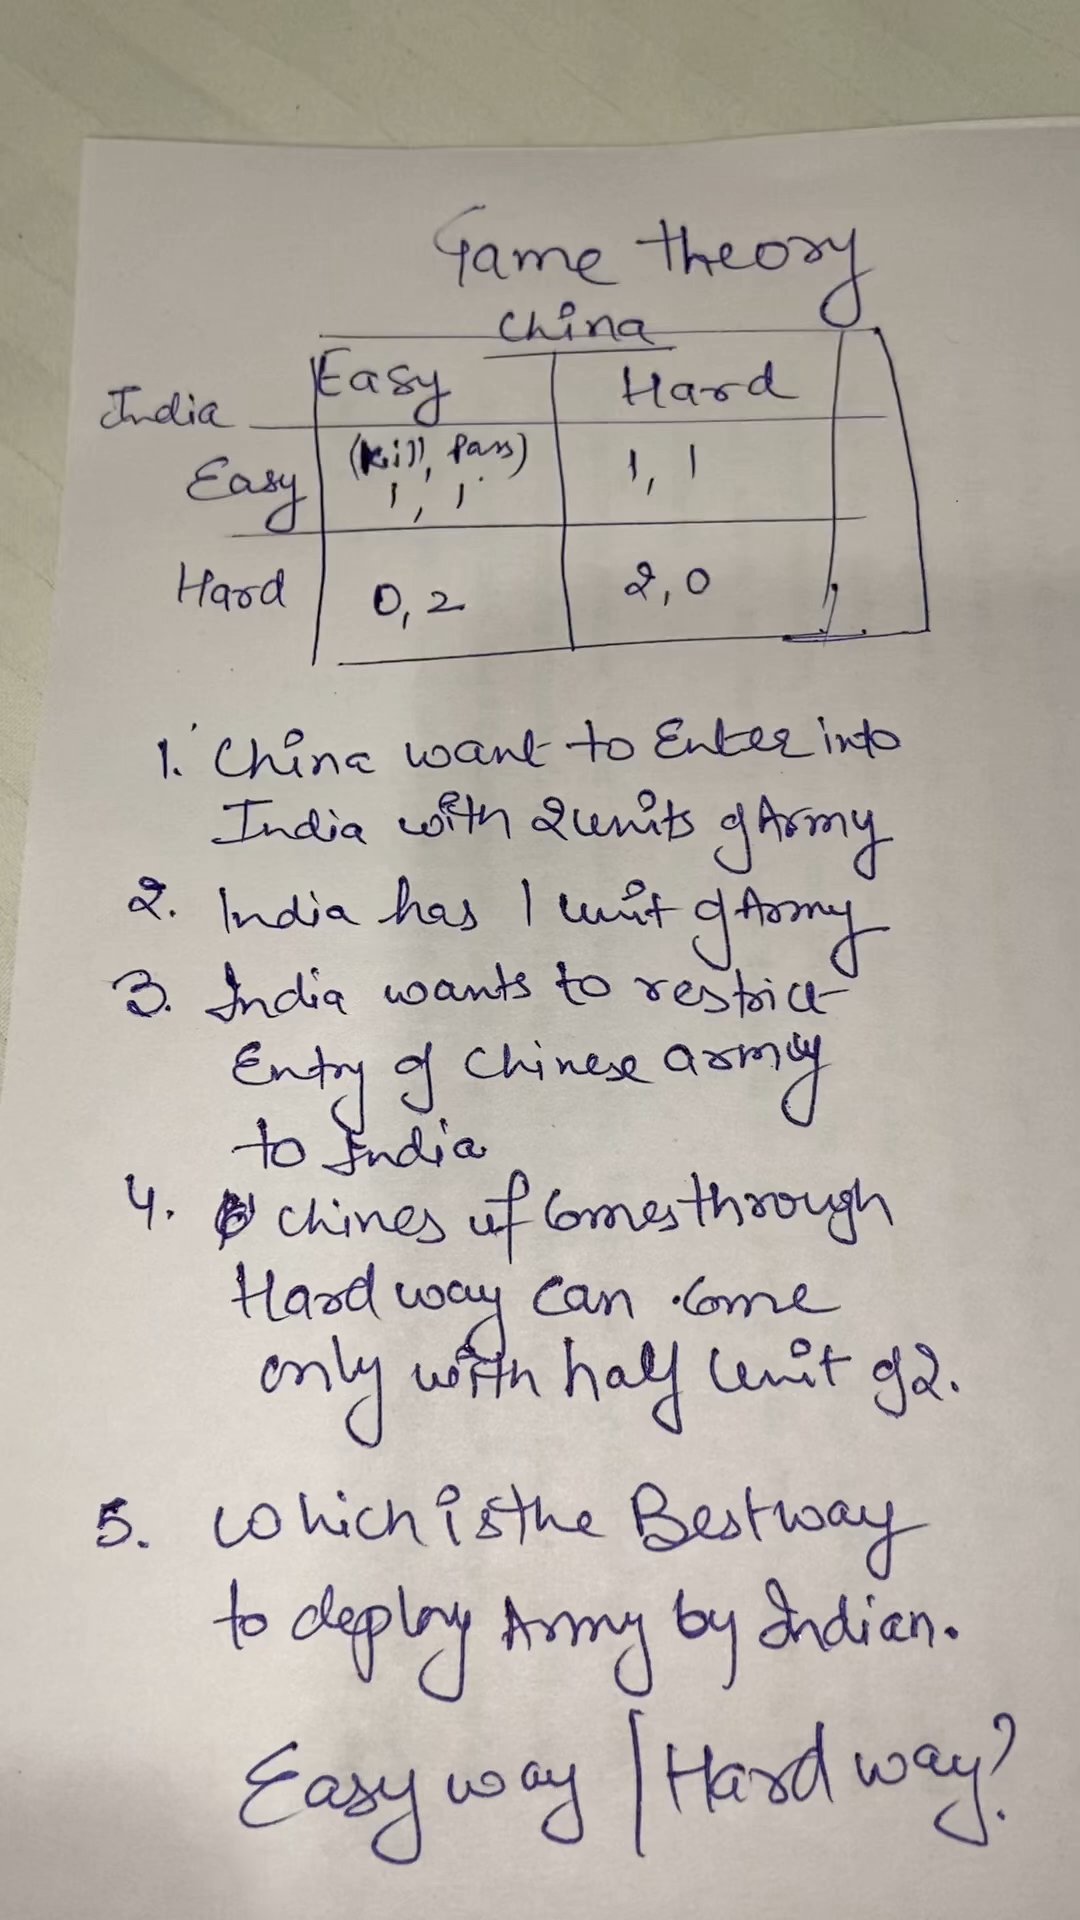 Game theory
China
Easy Hard
India
(Kill, Pass)
Easy 1, 1 1, 1
Hard 0, 2 2, 0
1. China want to Enter into
India with 2 units of Army
2. India has 1 unit of Army
3. India wants to restrict
Entry of Chinese army
to India
4. Chines if Comes through
Hard way can come
only with half unit of 2.
5. Which is the Best way
to deploy Army by Indian.
Easy way / Hard way?